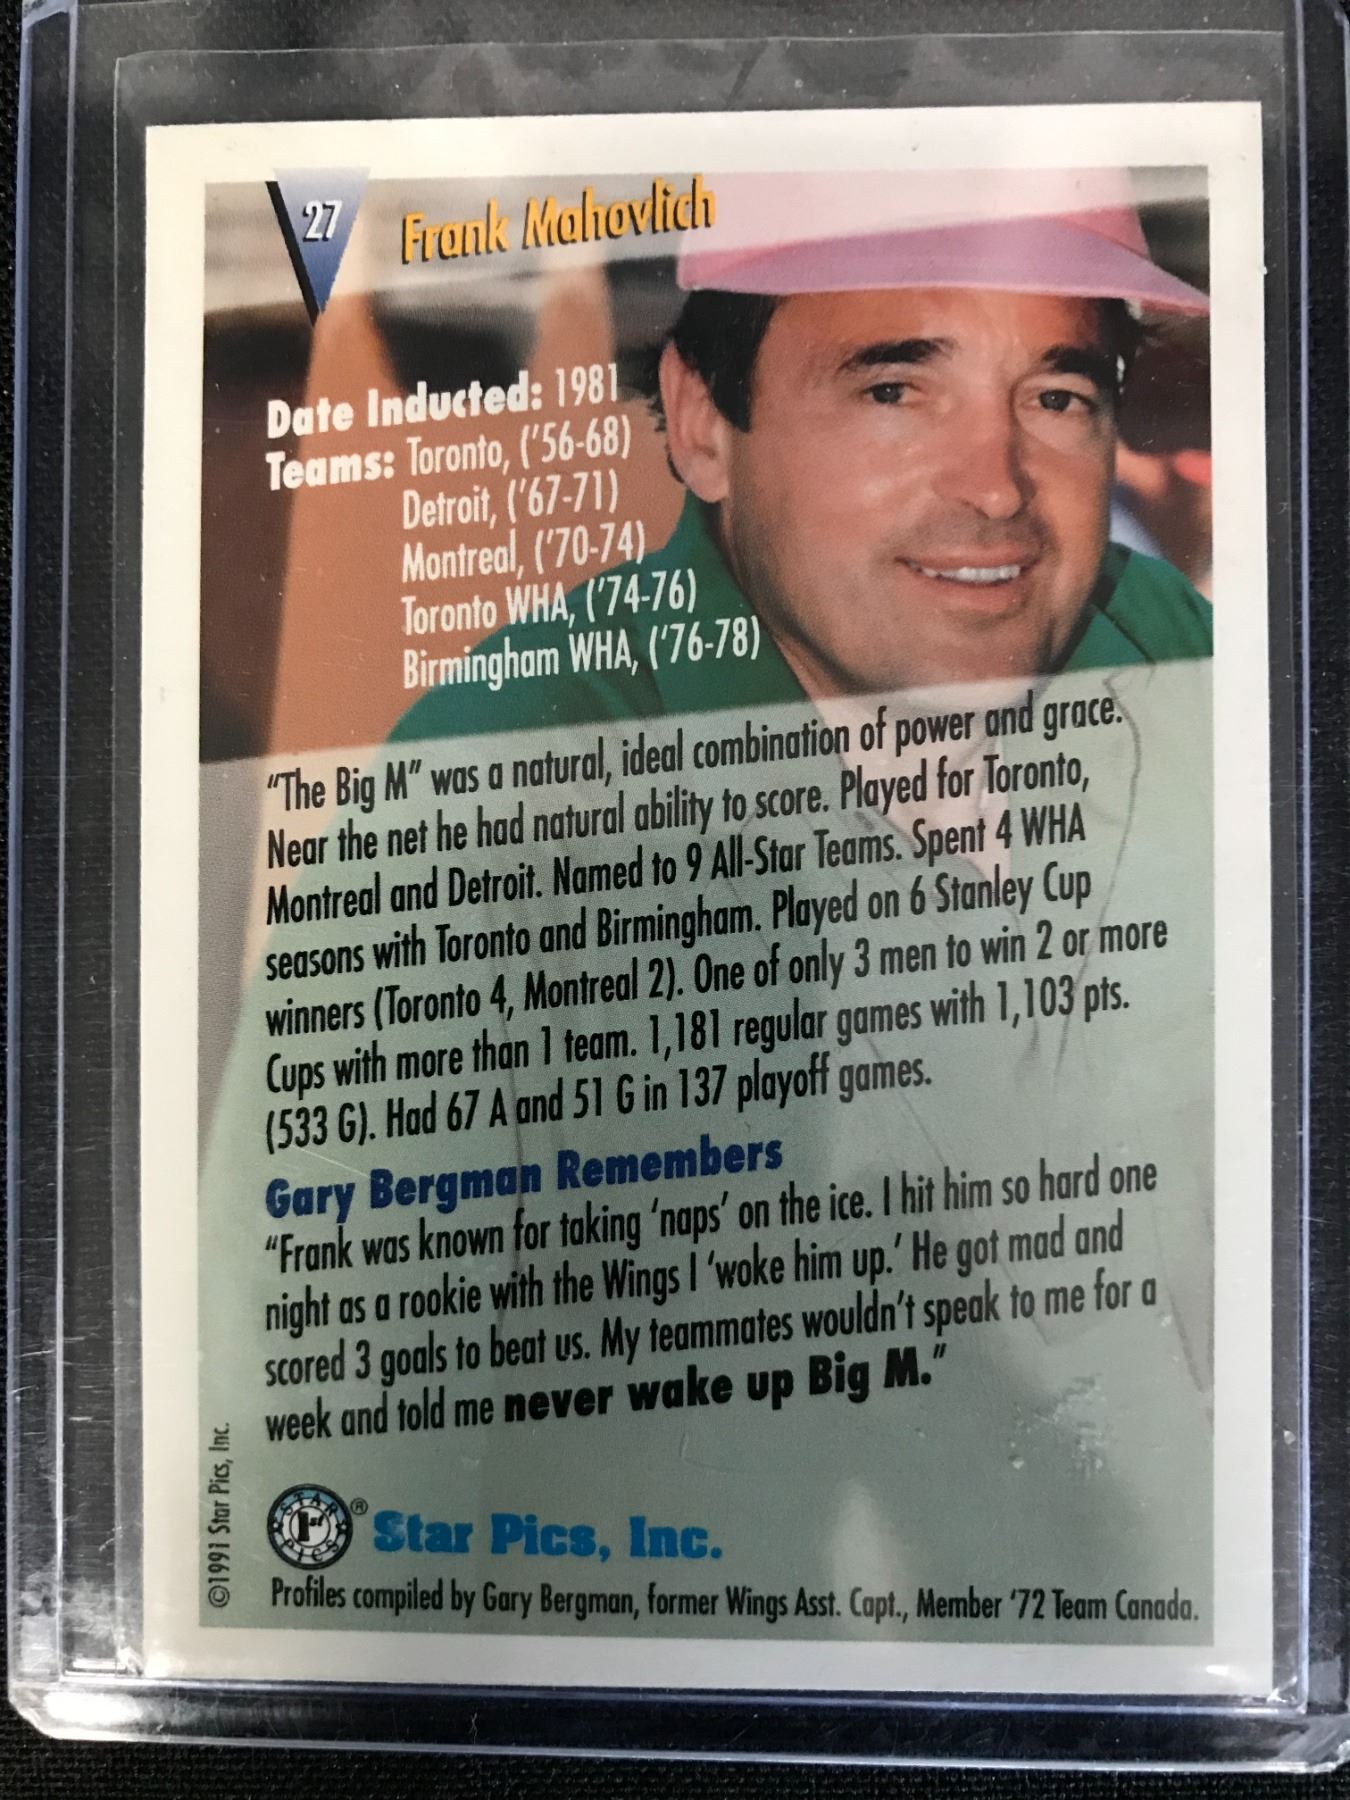 27
Frank Mahovlich
Date Inducted: 1981
Teams: Toronto, ('56-68)
Detroit, ('67-71)
Montreal, ('70-74)
Toronto WHA, ('74-76)
Birmingham WHA, ('76-78)
"The Big M" was a natural, ideal combination of power and grace.
Near the net he had natural ability to score. Played for Toronto,
Montreal and Detroit. Named to 9 All-Star Teams. Spent 4 WHA
seasons with Toronto and Birmingham. Played on 6 Stanley Cup
winners (Toronto 4, Montreal 2). One of only 3 men to win 2 or more
Cups with more than 1 team. 1,181 regular games with 1,103 pts.
(533 G). Had 67 A and 51 G in 137 playoff games.
Gary Bergman Remembers
"Frank was known for taking 'naps' on the ice. I hit him so hard one
night as a rookie with the Wings I 'woke him up.' He got mad and
scored 3 goals to beat us. My teammates wouldn't speak to me for a
week and told me never wake up Big M."
©1991 Star Pics, Inc.
STAR PICS 1st ® Star Pics, Inc.
Profiles compiled by Gary Bergman, former Wings Asst. Capt., Member '72 Team Canada.